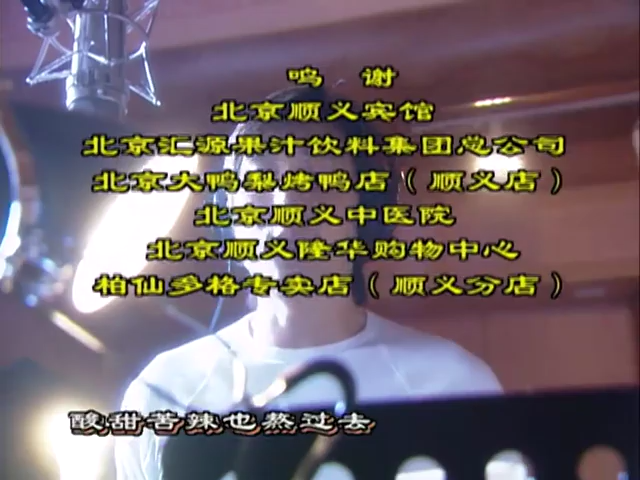 鸣 谢
北京顺义宾馆
北京汇源果汁饮料集团总公司
北京大鸭梨烤鸭店（顺义店）
北京顺义中医院
北京顺义隆华购物中心
柏仙多格专卖店（顺义分店）
酸甜苦辣也熬过去